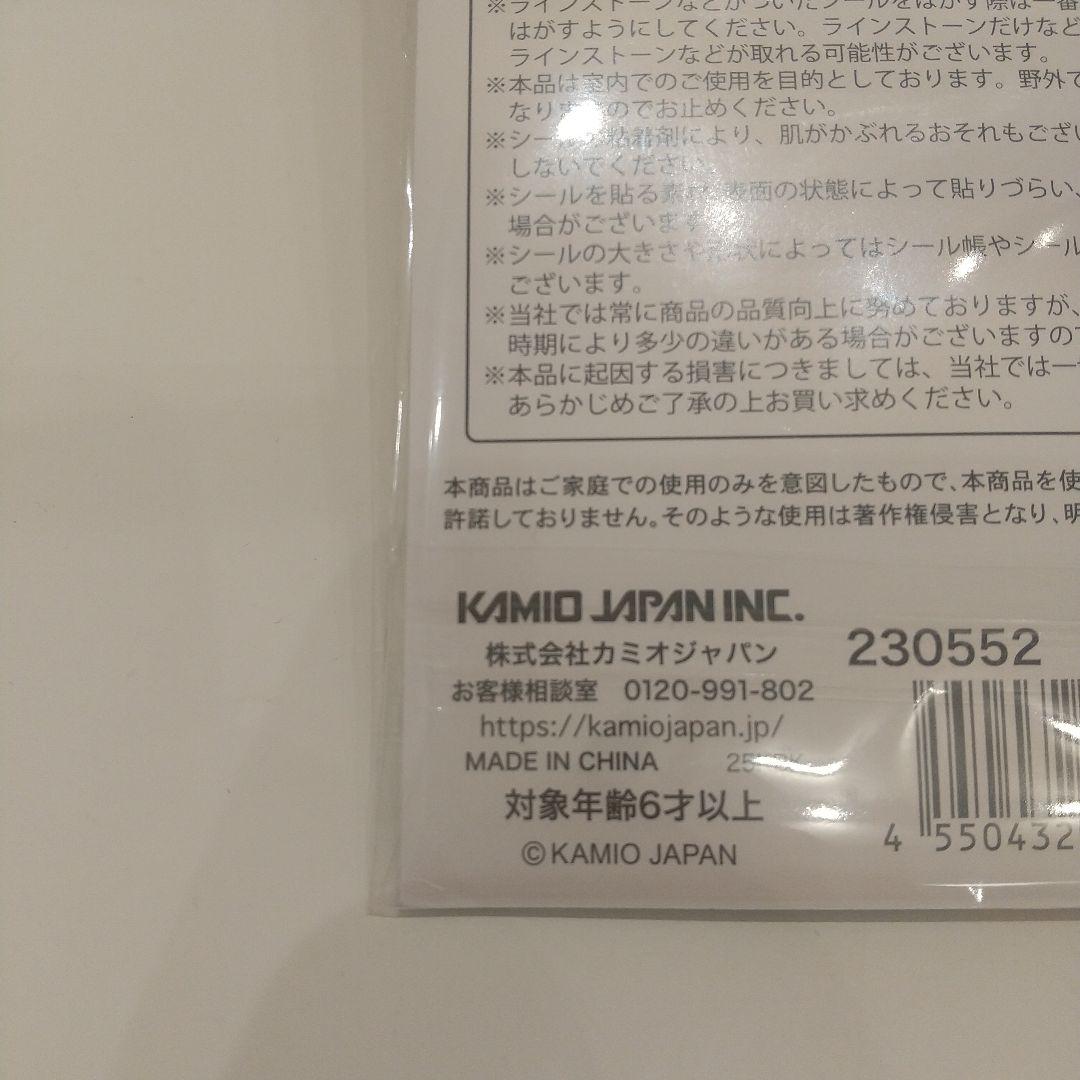 ※ラインストーンなどがついたシールをはがす際は一番
はがすようにしてください。ラインストーンだけなど
ラインストーンなどが取れる可能性がございます。
※本品は室内でのご使用を目的としております。野外で
なりますのでお止めください。
※シールの粘着剤により、肌がかぶれるおそれもござい
しないでください。
※シールを貼る素材、表面の状態によって貼りづらい、
場合がございます
※シールの大きさや形状によってはシール帳やシール
ございます。
※当社では常に商品の品質向上に努めておりますが、
時期により多少の違いがある場合がございますので
※本品に起因する損害につきましては、当社では一
あらかじめご了承の上お買い求めください。
本商品はご家庭での使用のみを意図したもので、本商品を使
許諾しておりません。そのような使用は著作権侵害となり、明
KAMIO JAPAN INC.
株式会社カミオジャパン
230552
お客様相談室 0120-991-802
https://kamiojapan.jp/
MADE IN CHINA
対象年齢6才以上
©KAMIO JAPAN
4 550432